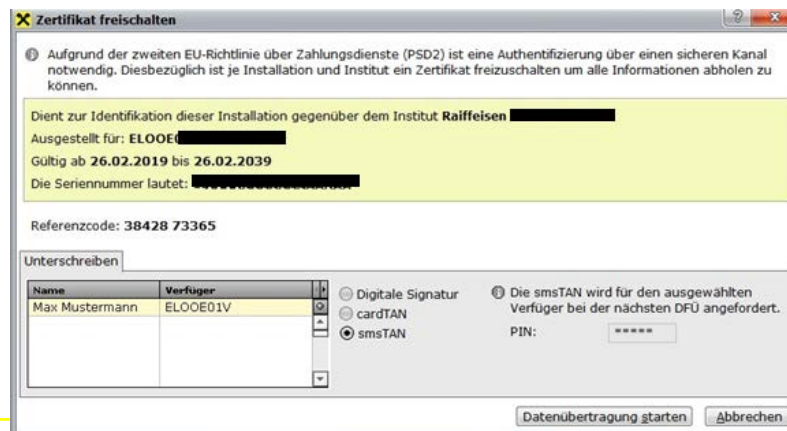 Zertifikat freischalten
Aufgrund der zweiten EU-Richtlinie über Zahlungsdienste (PSD2) ist eine Authentifizierung über einen sicheren Kanal
notwendig. Diesbezüglich ist je Installation und Institut ein Zertifikat freizuschalten um alle Informationen abholen zu
können.
Dient zur Identifikation dieser Installation gegenüber dem Institut Raiffeisen
Ausgestellt für: ELOOE0
Gültig ab 26.02.2019 bis 26.02.2039
Die Seriennummer lautet:
Referenzcode: 38428 73365
Unterschreiben
Name Verfüger
Max Mustermann ELOOE01V
Digitale Signatur
cardTAN
smsTAN
Die smsTAN wird für den ausgewählten
Verfüger bei der nächsten DFÜ angefordert.
PIN: *****
Datenübertragung starten Abbrechen